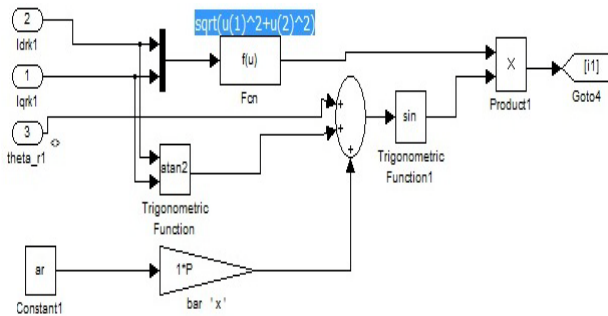 sqrt(u(1)^2+u(2)^2)
2
Idrk1
f(u)
Fcn
X
Product1
[i1]
Goto4
1
Iqrk1
3
theta_r1
+
+
+
sin
Trigonometric
Function1
atan2
Trigonometric
Function
ar
Constant1
1*P
bar 'x'